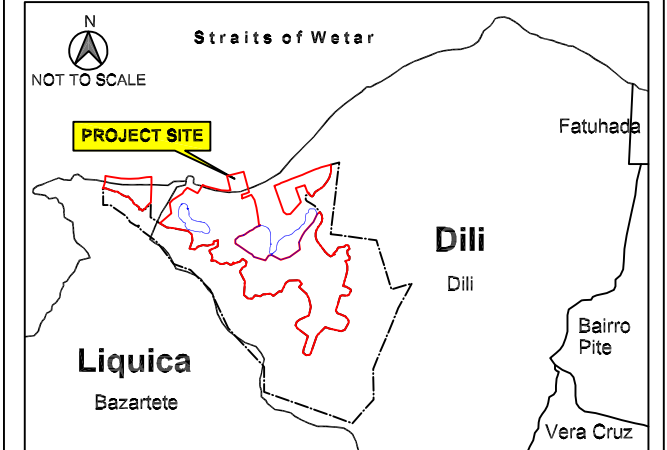 N
Straits of Wetar
NOT TO SCALE
Fatuhada
PROJECT SITE
Dili
Dili
Bairro
Pite
Liquica
Bazartete
Vera Cruz